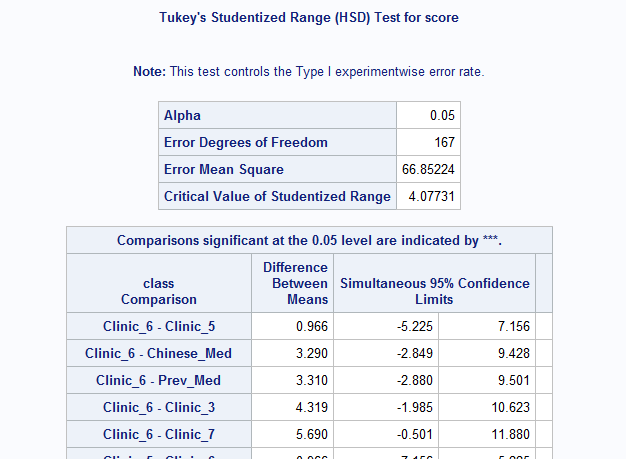 Tukey's Studentized Range (HSD) Test for score
Note: This test controls the Type I experimentwise error rate.
Alpha 0.05
Error Degrees of Freedom 167
Error Mean Square 66.85224
Critical Value of Studentized Range 4.07731
Comparisons significant at the 0.05 level are indicated by ***.
class Comparison Difference Between Means Simultaneous 95% Confidence Limits
Clinic_6 - Clinic_5 0.966 -5.225 7.156
Clinic_6 - Chinese_Med 3.290 -2.849 9.428
Clinic_6 - Prev_Med 3.310 -2.880 9.501
Clinic_6 - Clinic_3 4.319 -1.985 10.623
Clinic_6 - Clinic_7 5.690 -0.501 11.880